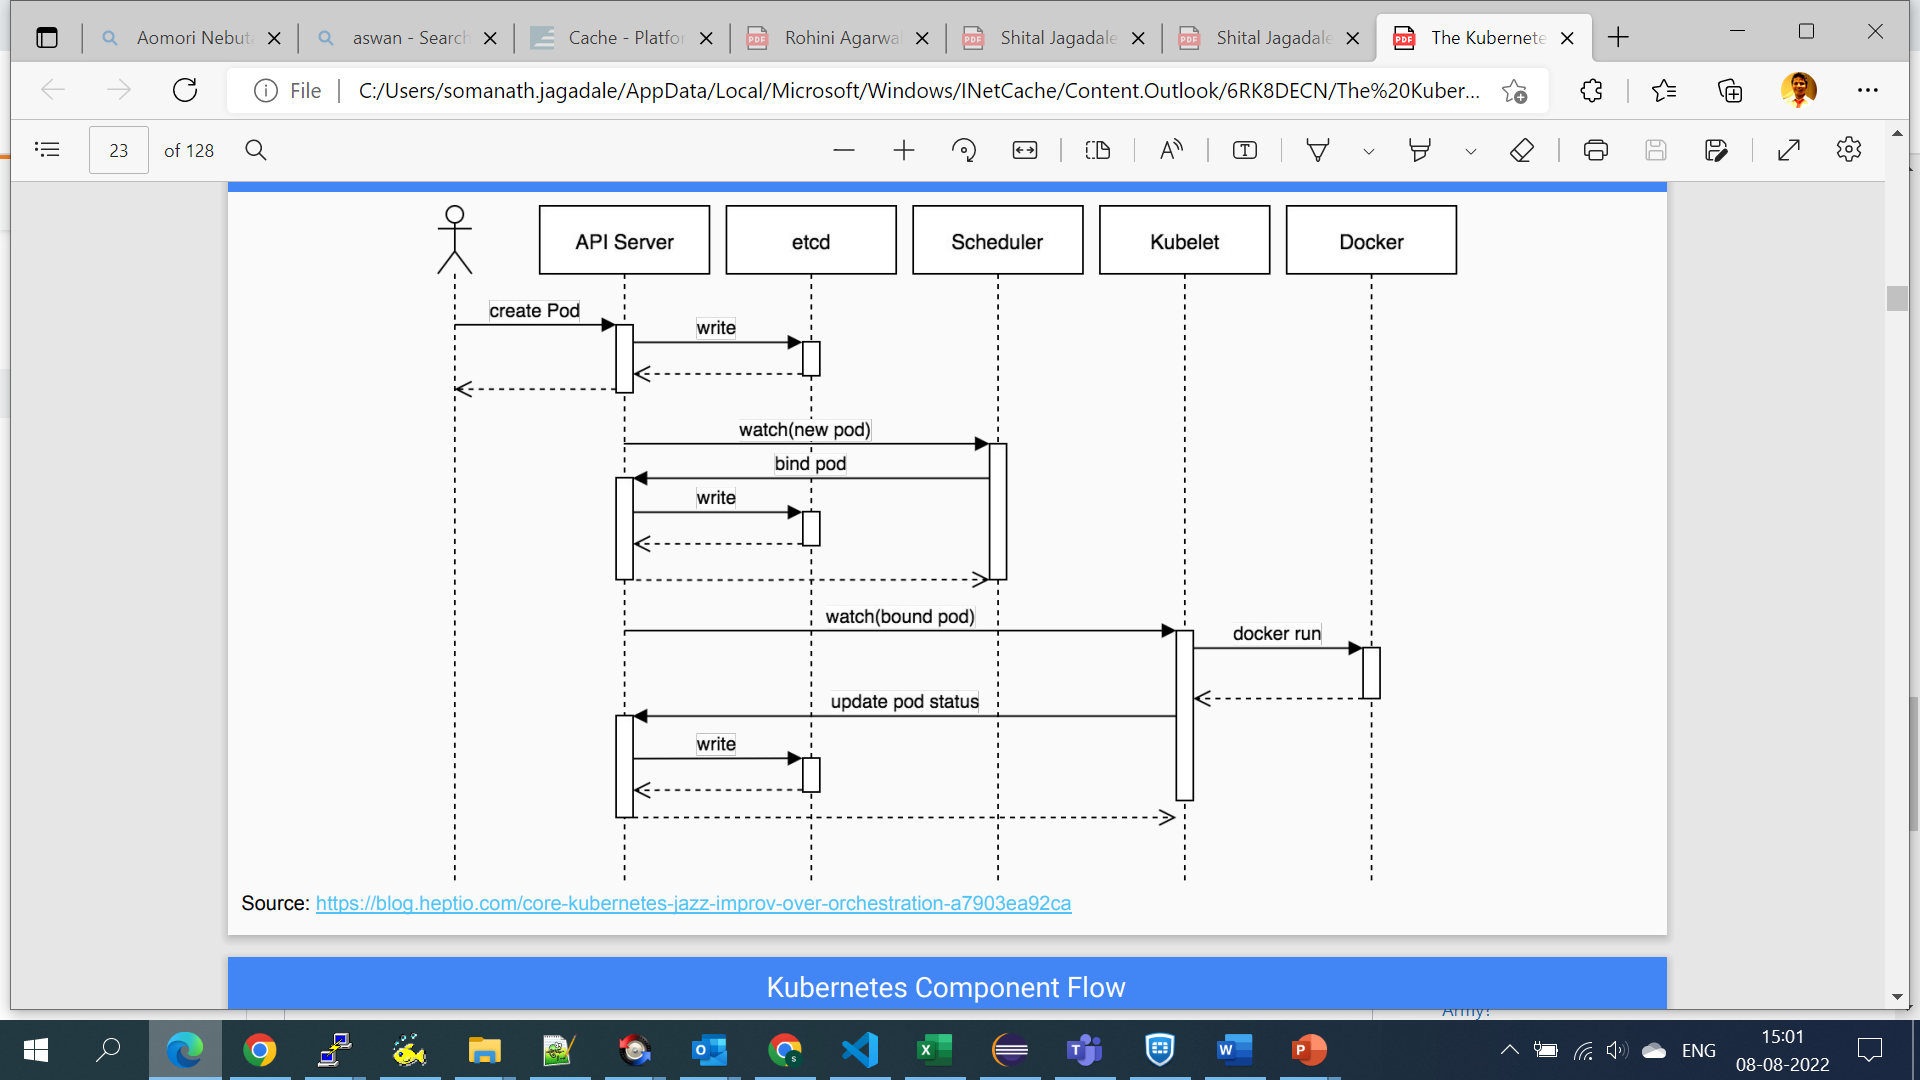 Aomori Nebuta
aswan - Search
Cache - Platfor
Rohini Agarwal
Shital Jagadale
Shital Jagadale
The Kubernete
File
C:/Users/somanath.jagadale/AppData/Local/Microsoft/Windows/INetCache/Content.Outlook/6RK8DECN/The%20Kuber...
23 of 128
API Server
etcd
Scheduler
Kubelet
Docker
create Pod
write
watch(new pod)
bind pod
write
watch(bound pod)
docker run
update pod status
write
Source: https://blog.heptio.com/core-kubernetes-jazz-improv-over-orchestration-a7903ea92ca
Kubernetes Component Flow
ENG
15:01
08-08-2022